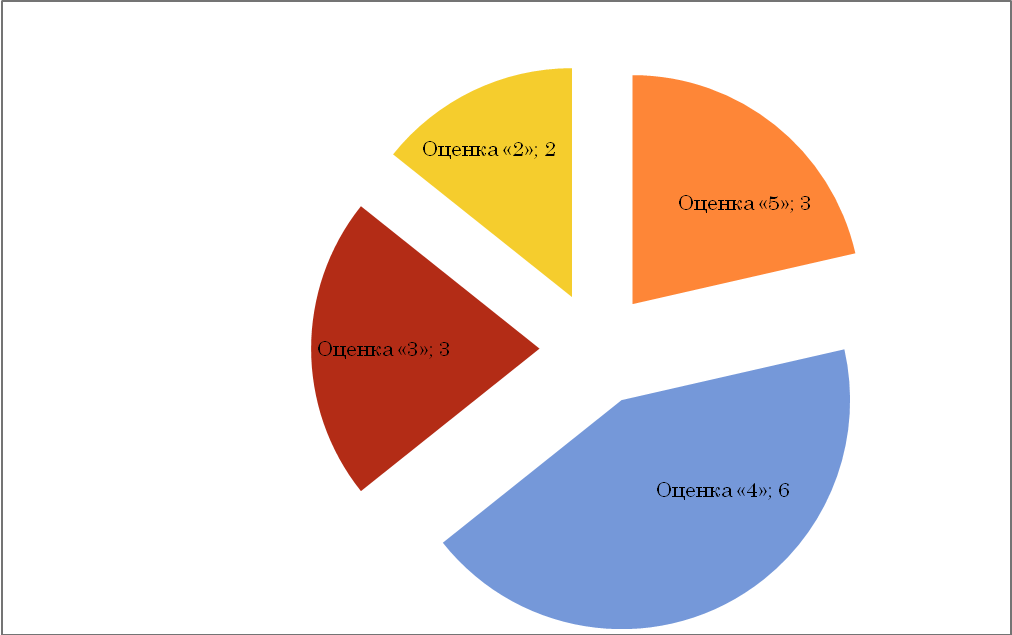 Оценка «2»; 2
Оценка «5»; 3
Оценка «3»; 3
Оценка «4»; 6